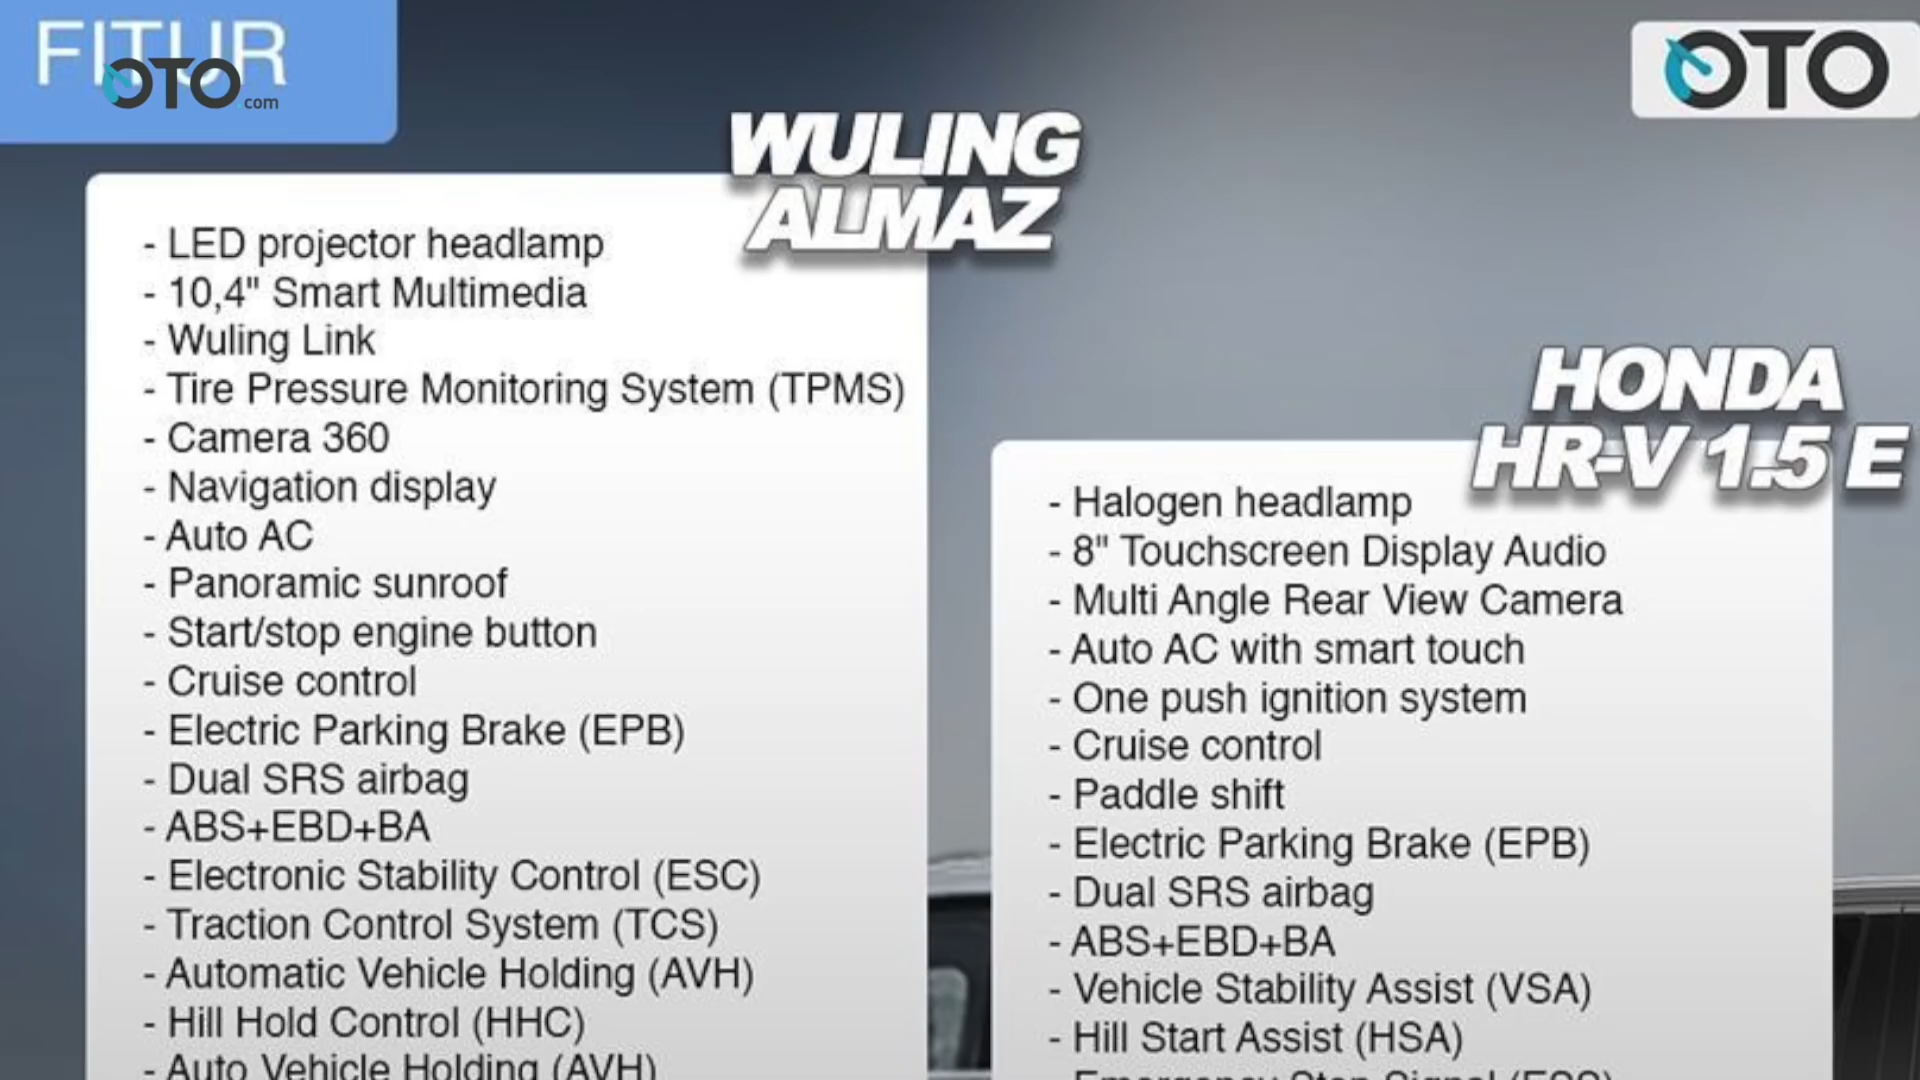 FITUR
OTO.com
OTO
WULING
ALMAZ
- LED projector headlamp
- 10,4" Smart Multimedia
- Wuling Link
- Tire Pressure Monitoring System (TPMS)
- Camera 360
- Navigation display
- Auto AC
- Panoramic sunroof
- Start/stop engine button
- Cruise control
- Electric Parking Brake (EPB)
- Dual SRS airbag
- ABS+EBD+BA
- Electronic Stability Control (ESC)
- Traction Control System (TCS)
- Automatic Vehicle Holding (AVH)
- Hill Hold Control (HHC)
- Auto Vehicle Holding (AVH)
HONDA
HR-V 1.5 E
- Halogen headlamp
- 8" Touchscreen Display Audio
- Multi Angle Rear View Camera
- Auto AC with smart touch
- One push ignition system
- Cruise control
- Paddle shift
- Electric Parking Brake (EPB)
- Dual SRS airbag
- ABS+EBD+BA
- Vehicle Stability Assist (VSA)
- Hill Start Assist (HSA)
- Emergency Stop Signal (ESS)